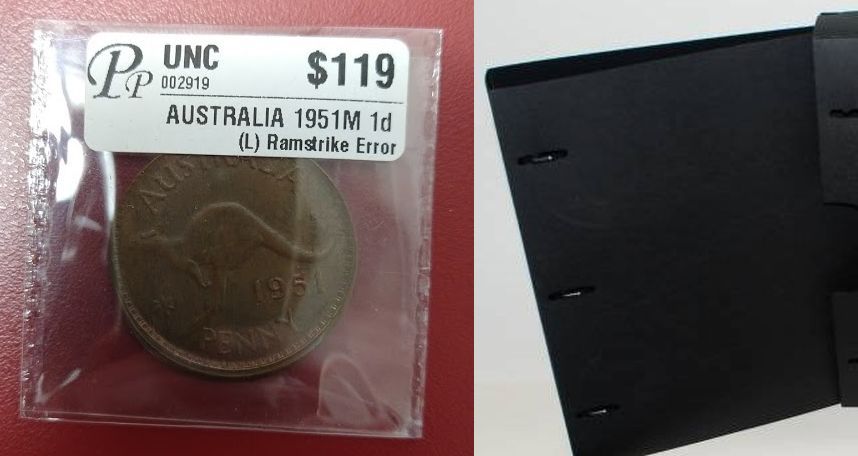 PP
UNC
002919
$119
AUSTRALIA 1951M 1d
(L) Ramstrike Error
AUSTRALIA
1951
PENNY